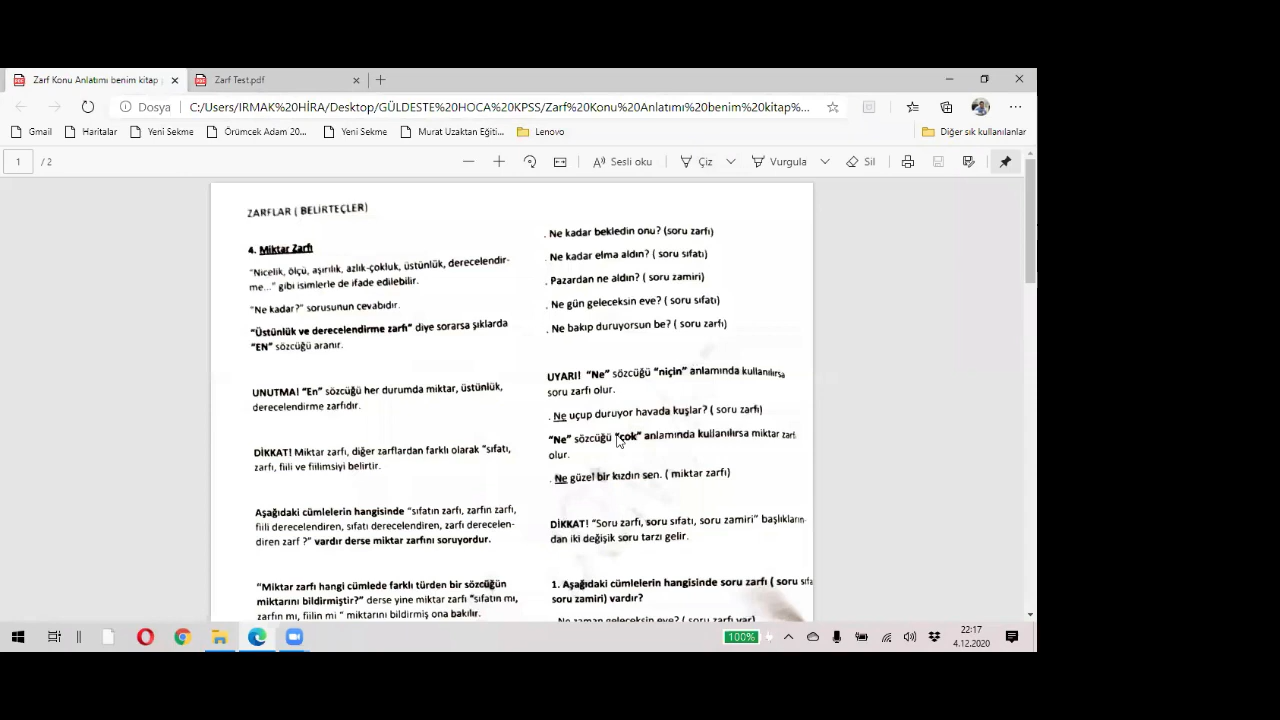 Zarf Konu Anlatımı benim kitap
Zarf Test.pdf
Dosya
C:/Users/IRMAK%20HİRA/Desktop/GÜLDESTE%20HOCA%20KPSS/Zarf%20Konu%20Anlatımı%20benim%20kitap%...
Gmail
Haritalar
Yeni Sekme
Örümcek Adam 20...
Yeni Sekme
Murat Uzaktan Eğiti...
Lenovo
Diğer sık kullanılanlar
1 / 2
Sesli oku
Çiz
Vurgula
Sil
ZARFLAR ( BELİRTEÇLER)
4. Miktar Zarfı
"Nicelik, ölçü, aşırılık, azlık-çokluk, üstünlük, derecelendir-
me..." gibi isimlerle de ifade edilebilir.
"Ne kadar?" sorusunun cevabıdır.
"Üstünlük ve derecelendirme zarfı" diye sorarsa şıklarda
"EN" sözcüğü aranır.
UNUTMA! "En" sözcüğü her durumda miktar, üstünlük,
derecelendirme zarfıdır.
DİKKAT! Miktar zarfı, diğer zarflardan farklı olarak "sıfatı,
zarfı, fiili ve fiilimsiyi belirtir.
Aşağıdaki cümlelerin hangisinde "sıfatın zarfı, zarfın zarfı,
fiili derecelendiren, sıfatı derecelendiren, zarfı derecelen-
diren zarf ?" vardır derse miktar zarfını soruyordur.
"Miktar zarfı hangi cümlede farklı türden bir sözcüğün
miktarını bildirmiştir?" derse yine miktar zarfı "sıfatın mı,
zarfın mı, fiilin mi " miktarını bildirmiş ona bakılır.
. Ne kadar bekledin onu? (soru zarfı)
. Ne kadar elma aldın? ( soru sıfatı)
. Pazardan ne aldın? ( soru zamiri)
. Ne gün geleceksin eve? ( soru sıfatı)
. Ne bakıp duruyorsun be? ( soru zarfı)
UYARI! "Ne" sözcüğü "niçin" anlamında kullanılırsa
soru zarfı olur.
. Ne uçup duruyor havada kuşlar? ( soru zarfı)
"Ne" sözcüğü "çok" anlamında kullanılırsa miktar zarf
olur.
. Ne güzel bir kızdın sen. ( miktar zarfı)
DİKKAT! "Soru zarfı, soru sıfatı, soru zamiri" başlıkların-
dan iki değişik soru tarzı gelir.
1. Aşağıdaki cümlelerin hangisinde soru zarfı ( soru sıfa
soru zamiri) vardır?
. Ne zaman geleceksin eve? ( soru zarfı var)
100%
22:17
4.12.2020